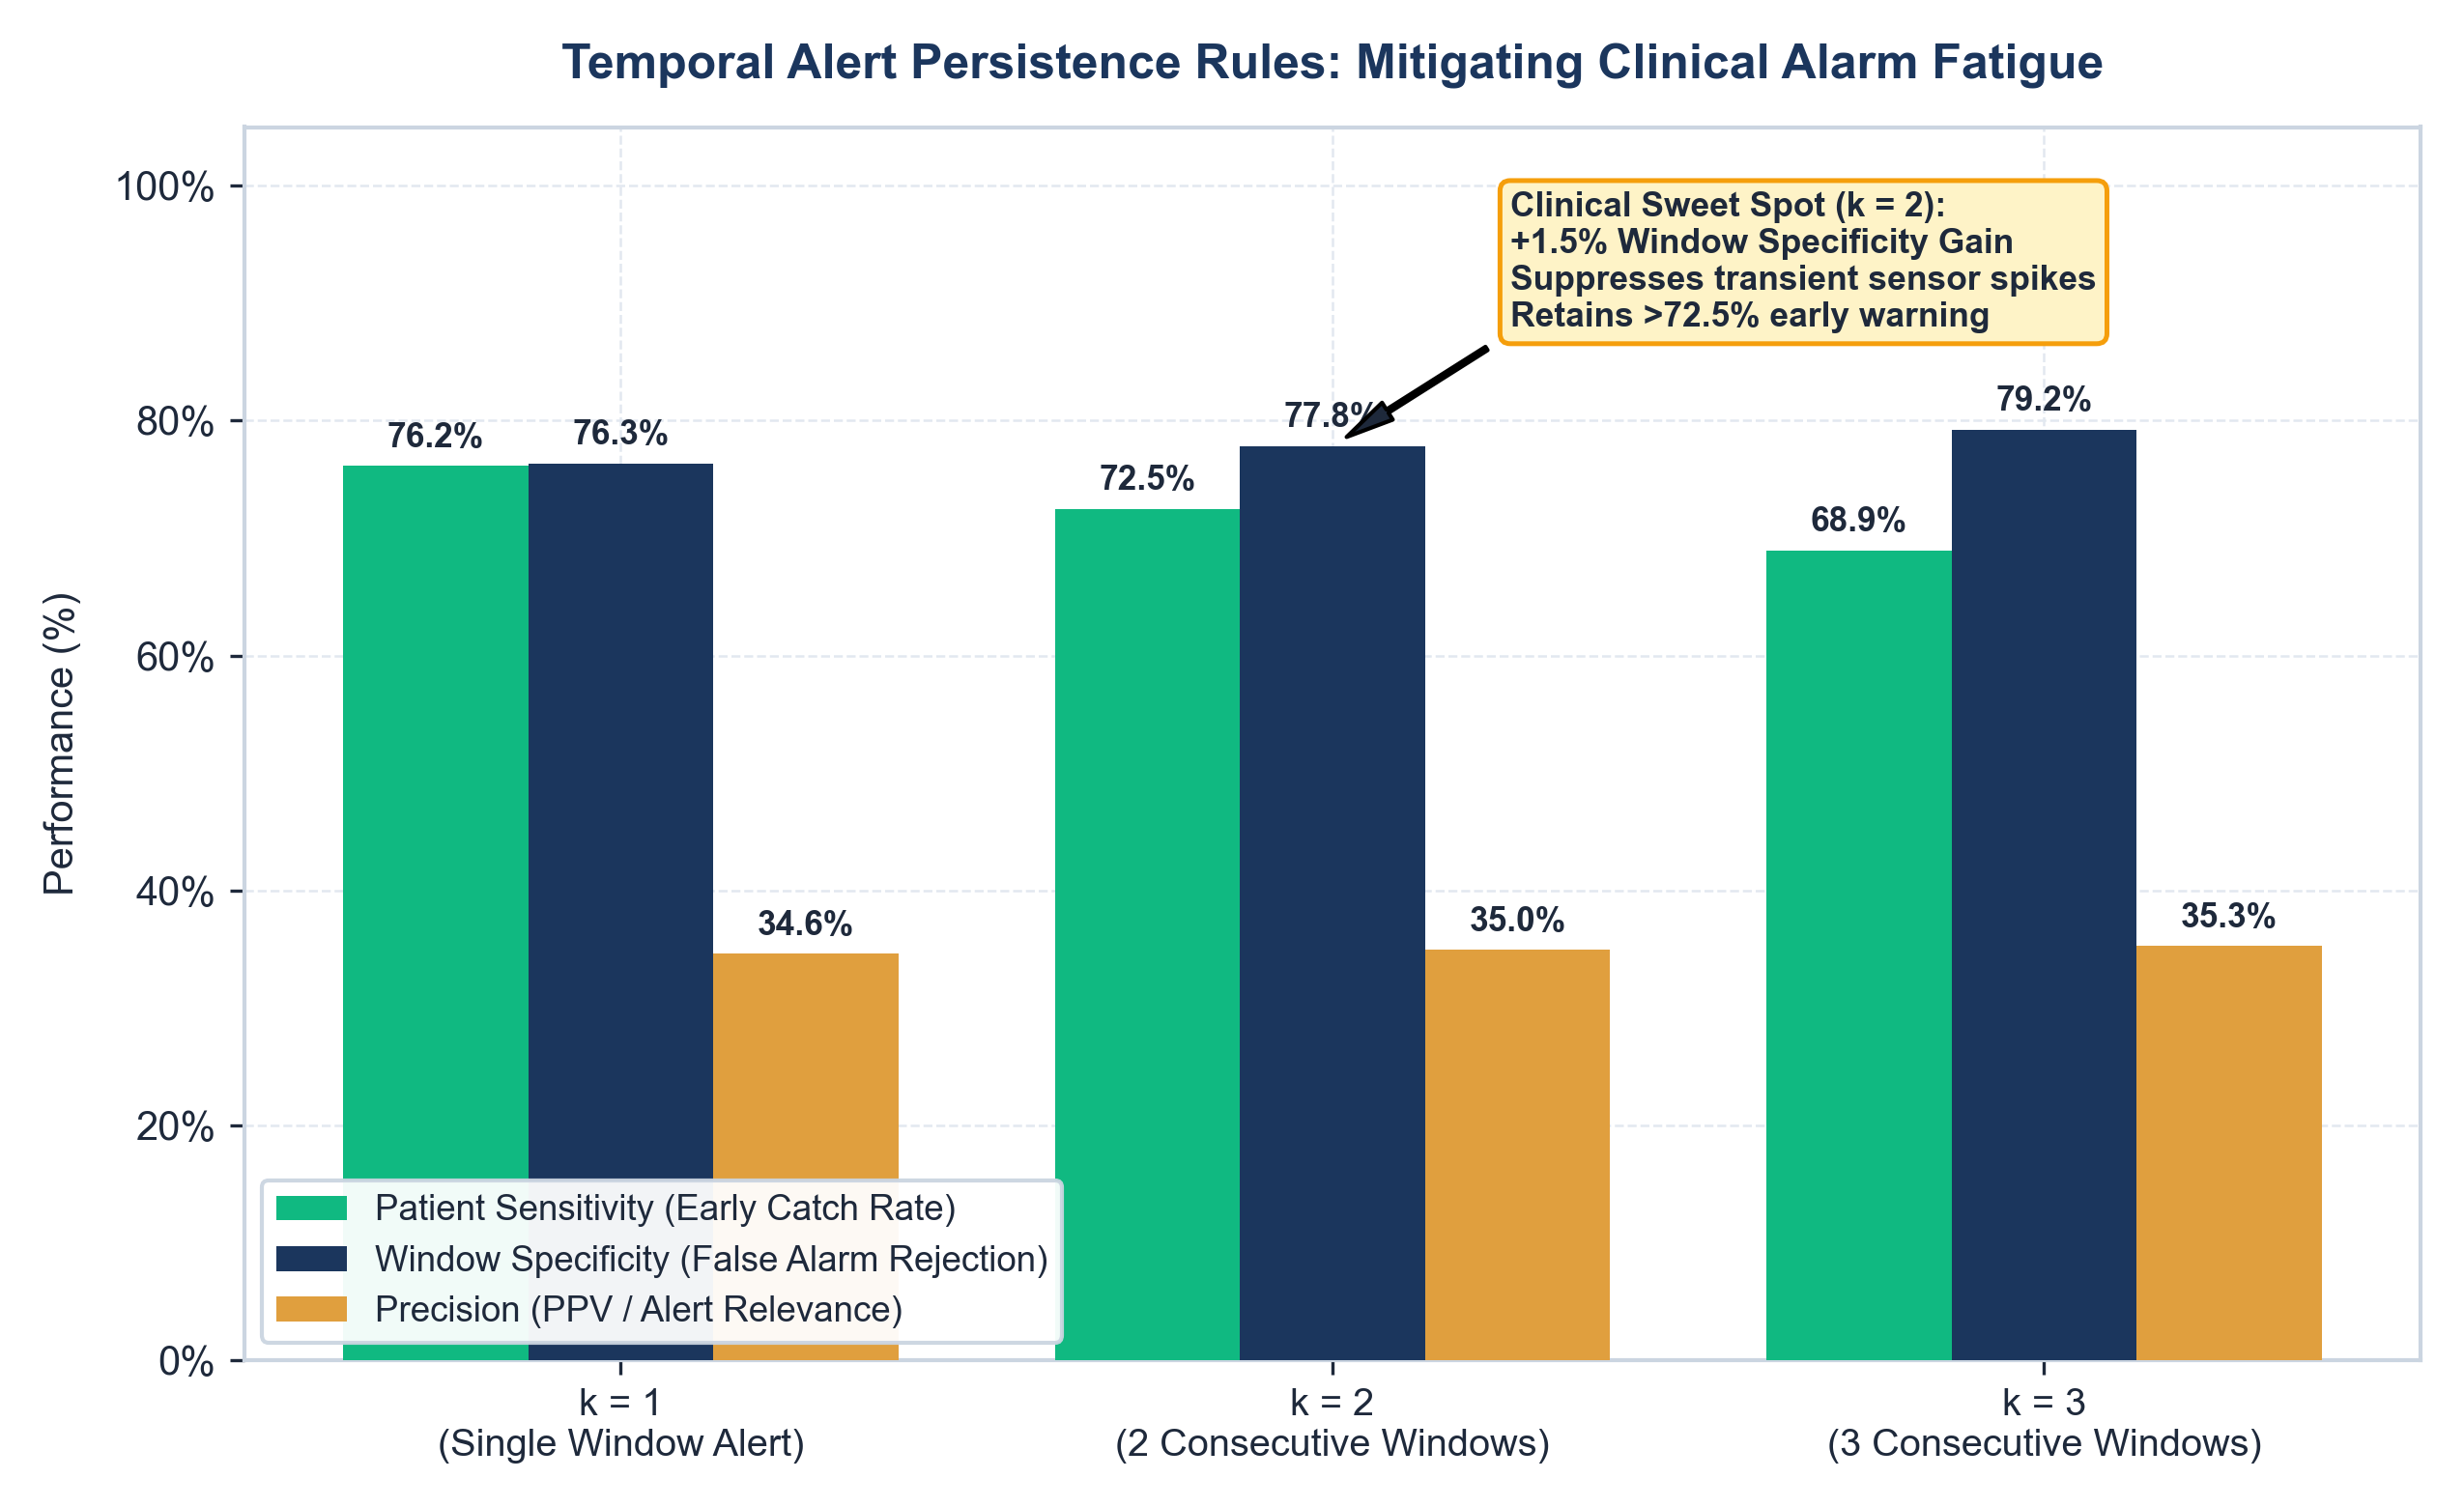 Temporal Alert Persistence Rules: Mitigating Clinical Alarm Fatigue
Performance (%)
100%
80%
60%
40%
20%
0%
Clinical Sweet Spot (k = 2):
+1.5% Window Specificity Gain
Suppresses transient sensor spikes
Retains >72.5% early warning
76.2%
76.3%
34.6%
72.5%
77.8%
35.0%
68.9%
79.2%
35.3%
Patient Sensitivity (Early Catch Rate)
Window Specificity (False Alarm Rejection)
Precision (PPV / Alert Relevance)
k = 1
(Single Window Alert)
k = 2
(2 Consecutive Windows)
k = 3
(3 Consecutive Windows)